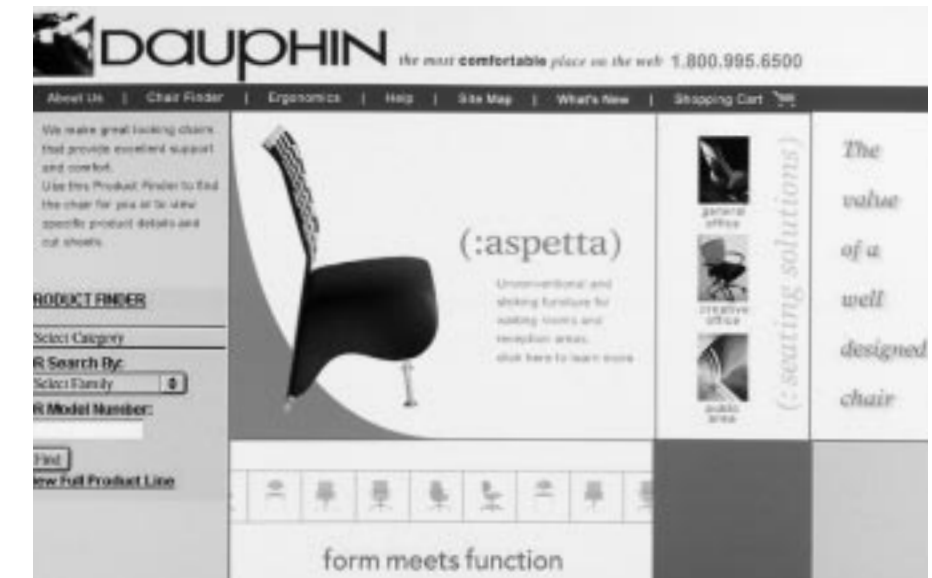 DAUPHIN
the most comfortable place on the web 1.800.995.6500
About Us | Chair Finder | Ergonomics | Help | Site Map | What's New | Shopping Cart
We make great looking chairs
that provide excellent support
and comfort.
Use this Product Finder to find
the chair for you or to view
specific product details and
cut sheets.
RODUCT FINDER
Select Category
R Search By:
Select Family
R Model Number:
Find
ew Full Product Line
(:aspetta)
Unconventional and
striking furniture for
waiting rooms and
reception areas.
click here to learn more
general
office
creative
office
public
area
(: seating solutions)
The
value
of a
well
designed
chair
form meets function